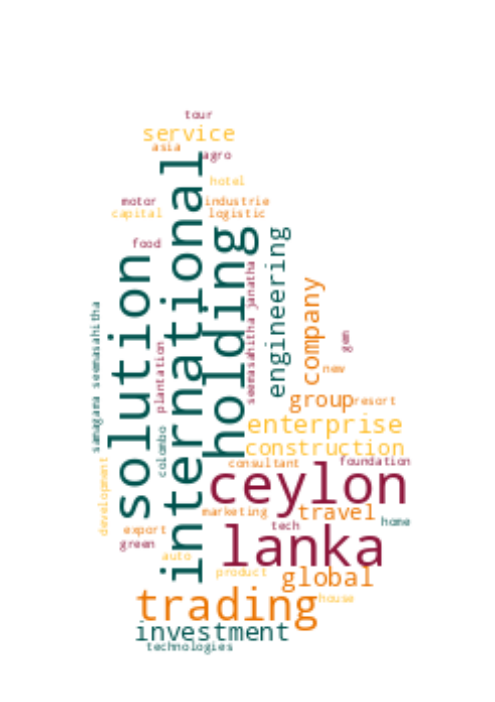 tour
service
asia
agro
international
hotel
motor
industrie
capital
logistic
holding
engineering
food
solution
seemasahitha janatha
company
samagama seemasahitha
gem
plantation
new
group
resort
enterprise
colombo
construction
consultant
foundation
development
ceylon
marketing
travel
tech
home
export
lanka
green
auto
product
global
trading
house
investment
technologies